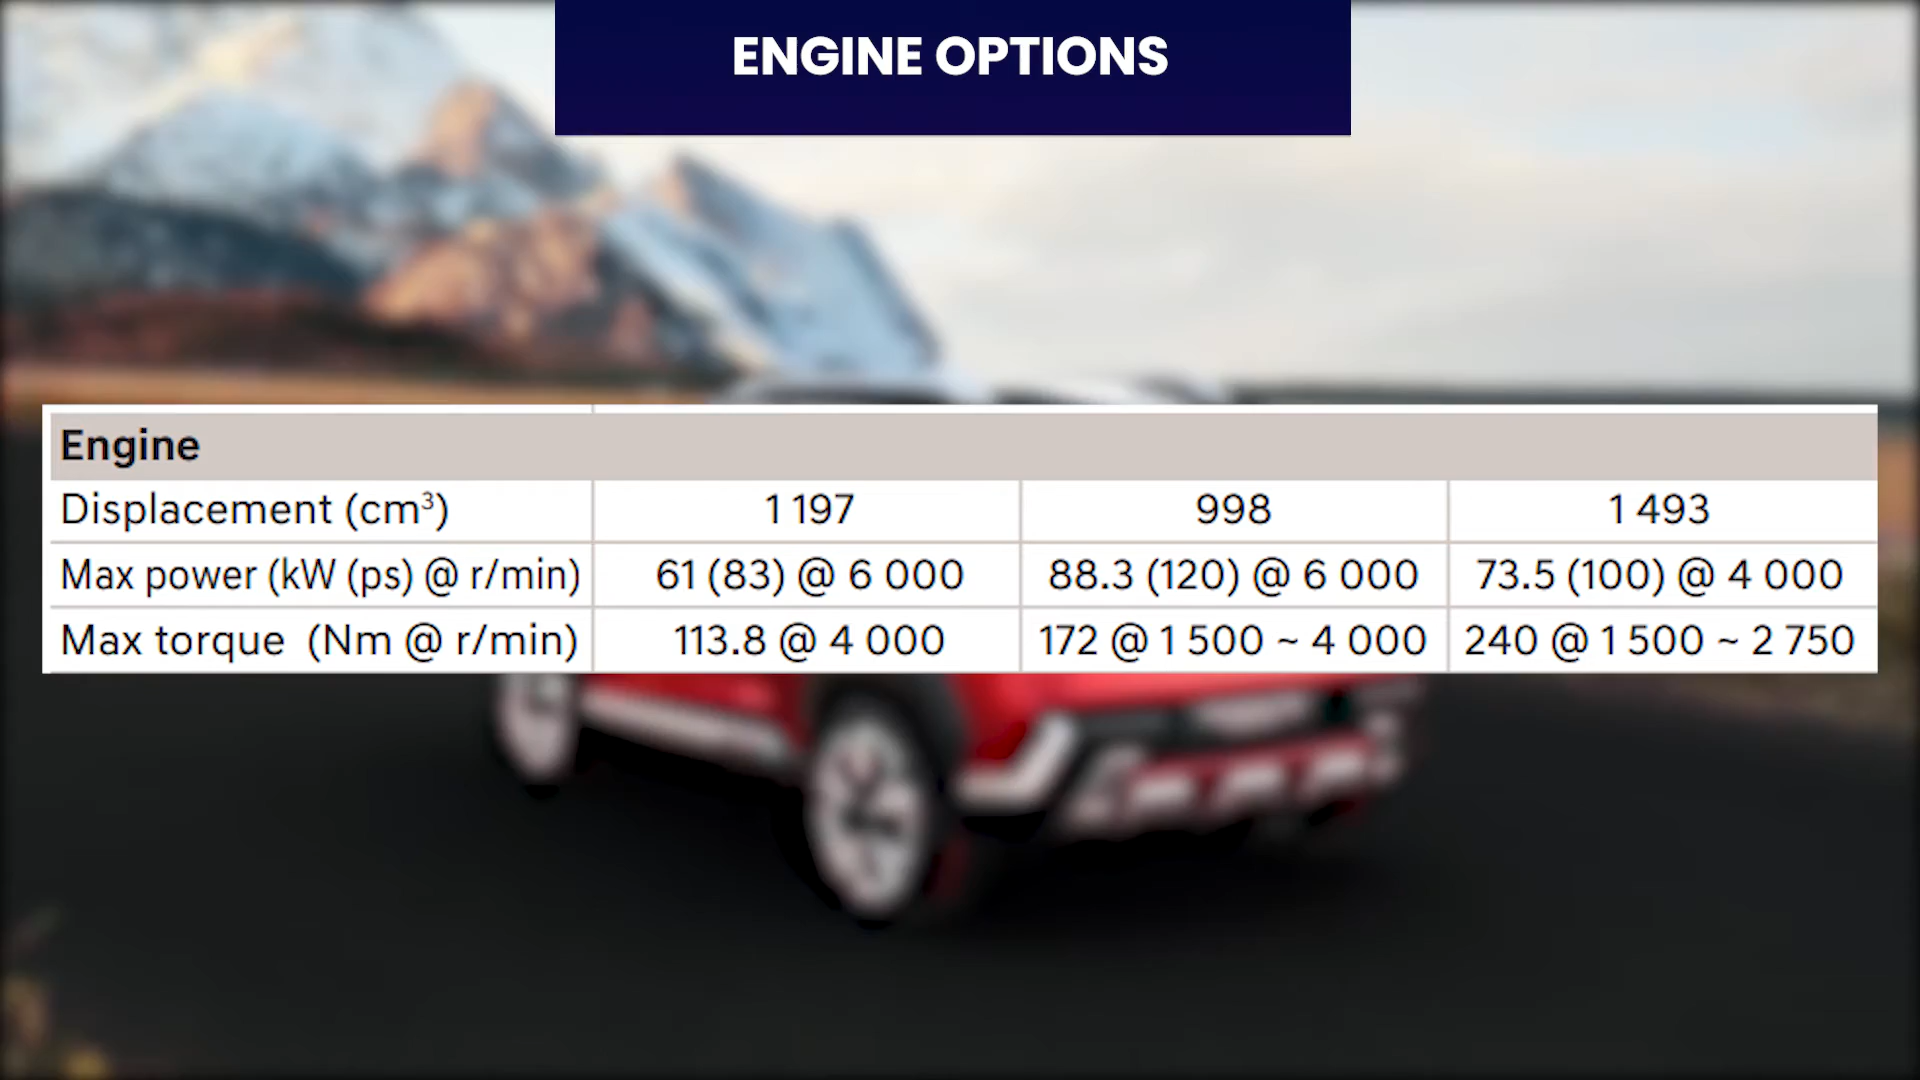 ENGINE OPTIONS
Engine
Displacement (cm³) 1 197 998 1 493
Max power (kW (ps) @ r/min) 61 (83) @ 6 000 88.3 (120) @ 6 000 73.5 (100) @ 4 000
Max torque (Nm @ r/min) 113.8 @ 4 000 172 @ 1 500 ~ 4 000 240 @ 1 500 ~ 2 750